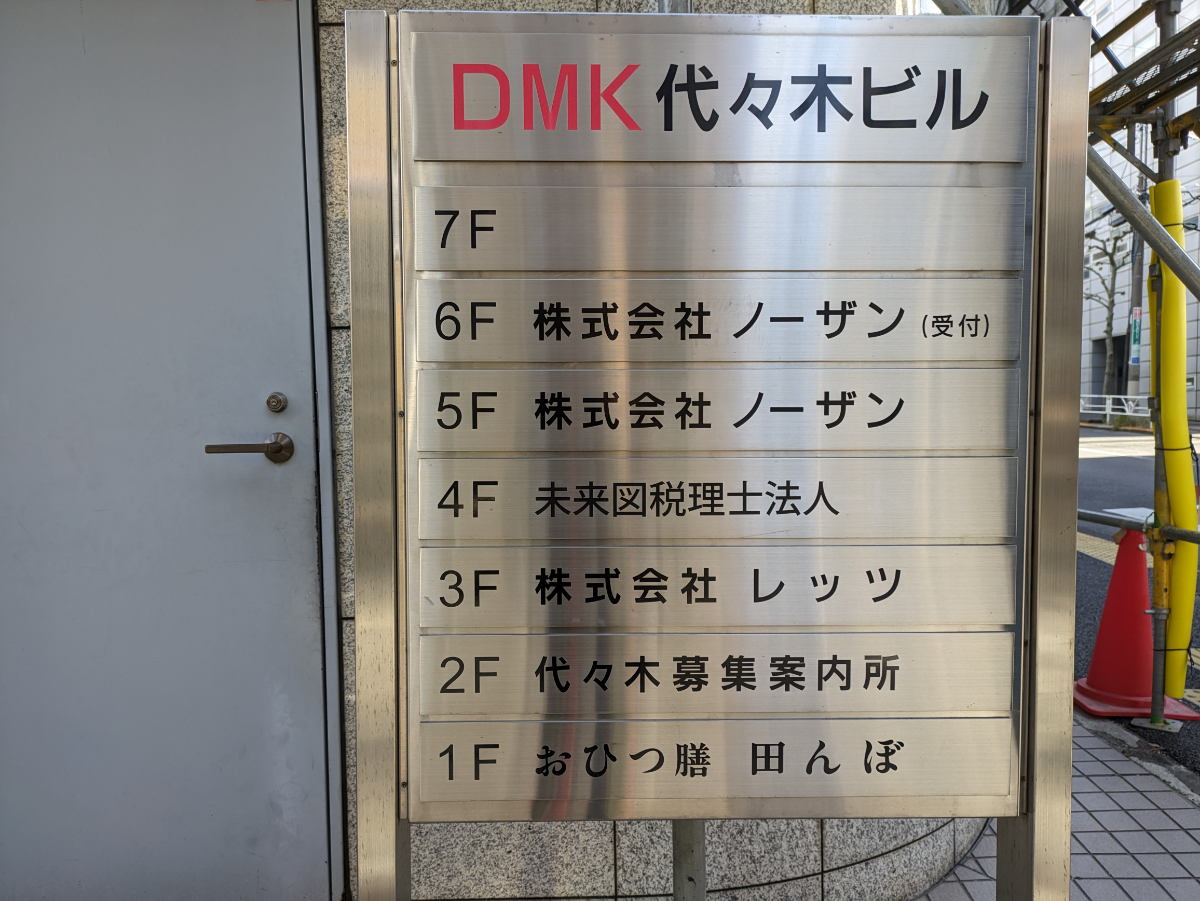 DMK 代々木ビル
7F
6F 株式会社 ノーザン (受付)
5F 株式会社 ノーザン
4F 未来図税理士法人
3F 株式会社 レッツ
2F 代々木募集案内所
1F おひつ膳 田んぼ